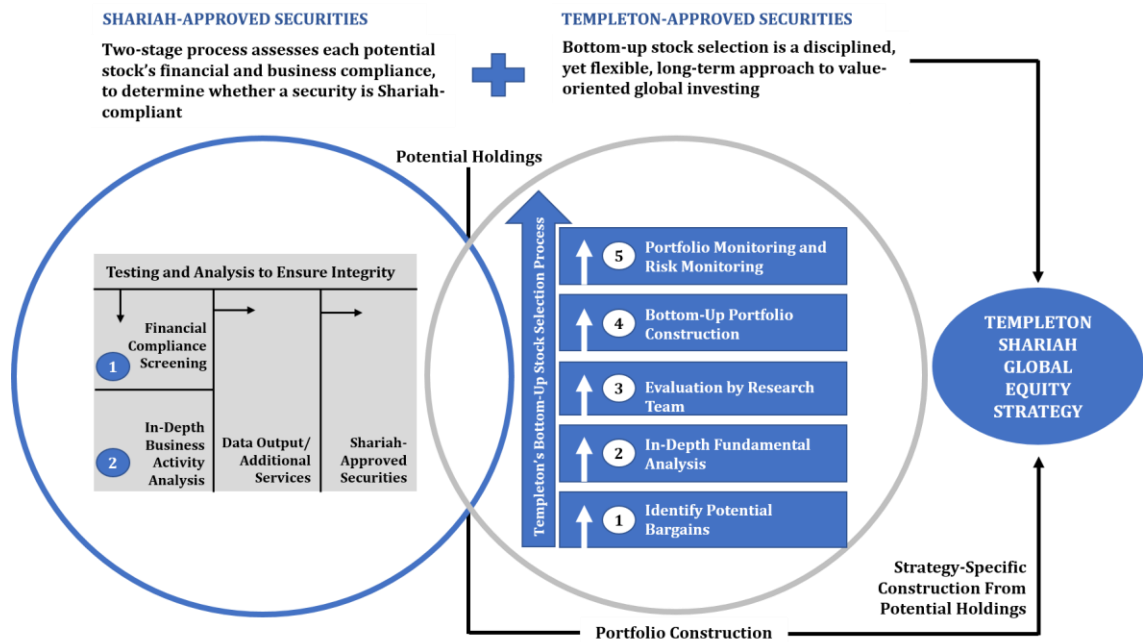 SHARIAH-APPROVED SECURITIES
Two-stage process assesses each potential
stock's financial and business compliance,
to determine whether a security is Shariah-
compliant
TEMPLETON-APPROVED SECURITIES
Bottom-up stock selection is a disciplined,
yet flexible, long-term approach to value-
oriented global investing
Potential Holdings
Testing and Analysis to Ensure Integrity
1
Financial
Compliance
Screening
2
In-Depth
Business
Activity
Analysis
Data Output/
Additional
Services
Shariah-
Approved
Securities
Templeton's Bottom-Up Stock Selection Process
5
Portfolio Monitoring and
Risk Monitoring
4
Bottom-Up Portfolio
Construction
3
Evaluation by Research
Team
2
In-Depth Fundamental
Analysis
1
Identify Potential
Bargains
TEMPLETON
SHARIAH
GLOBAL
EQUITY
STRATEGY
Strategy-Specific
Construction From
Potential Holdings
Portfolio Construction